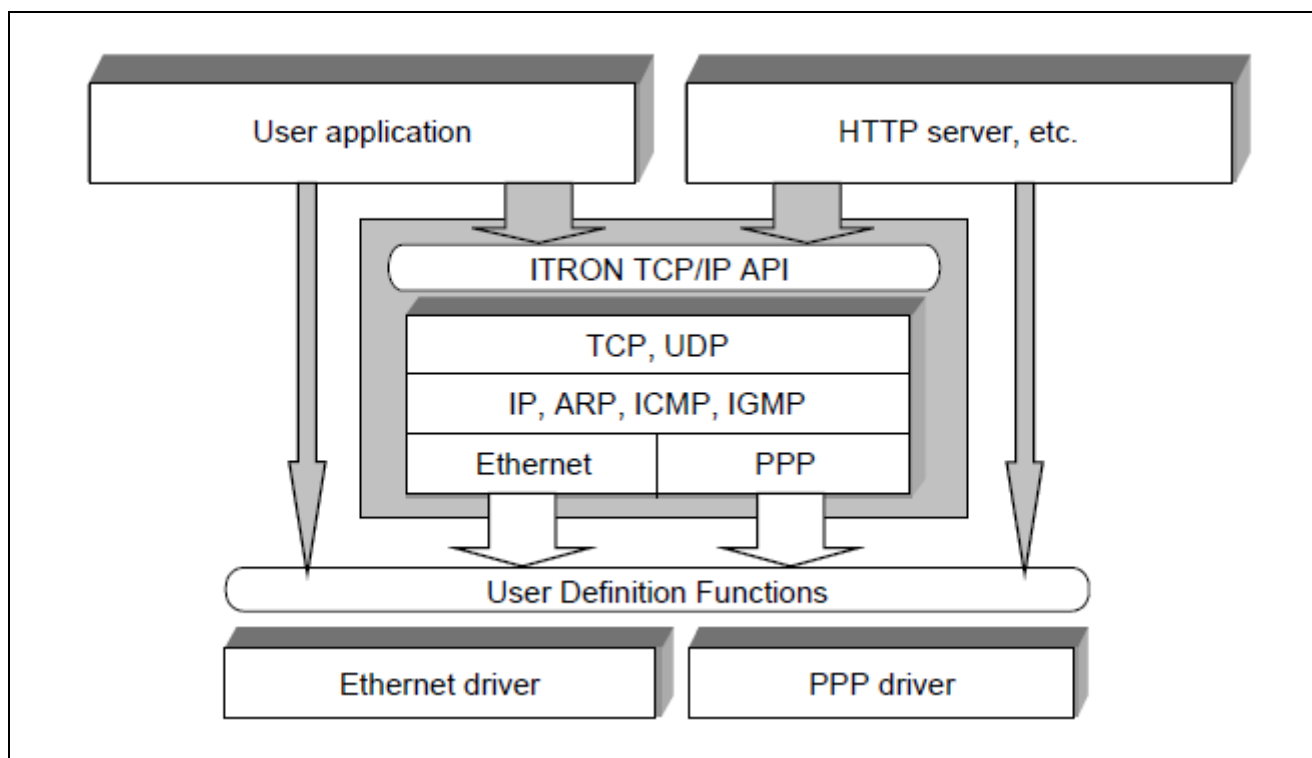 User application
HTTP server, etc.
ITRON TCP/IP API
TCP, UDP
IP, ARP, ICMP, IGMP
Ethernet
PPP
User Definition Functions
Ethernet driver
PPP driver